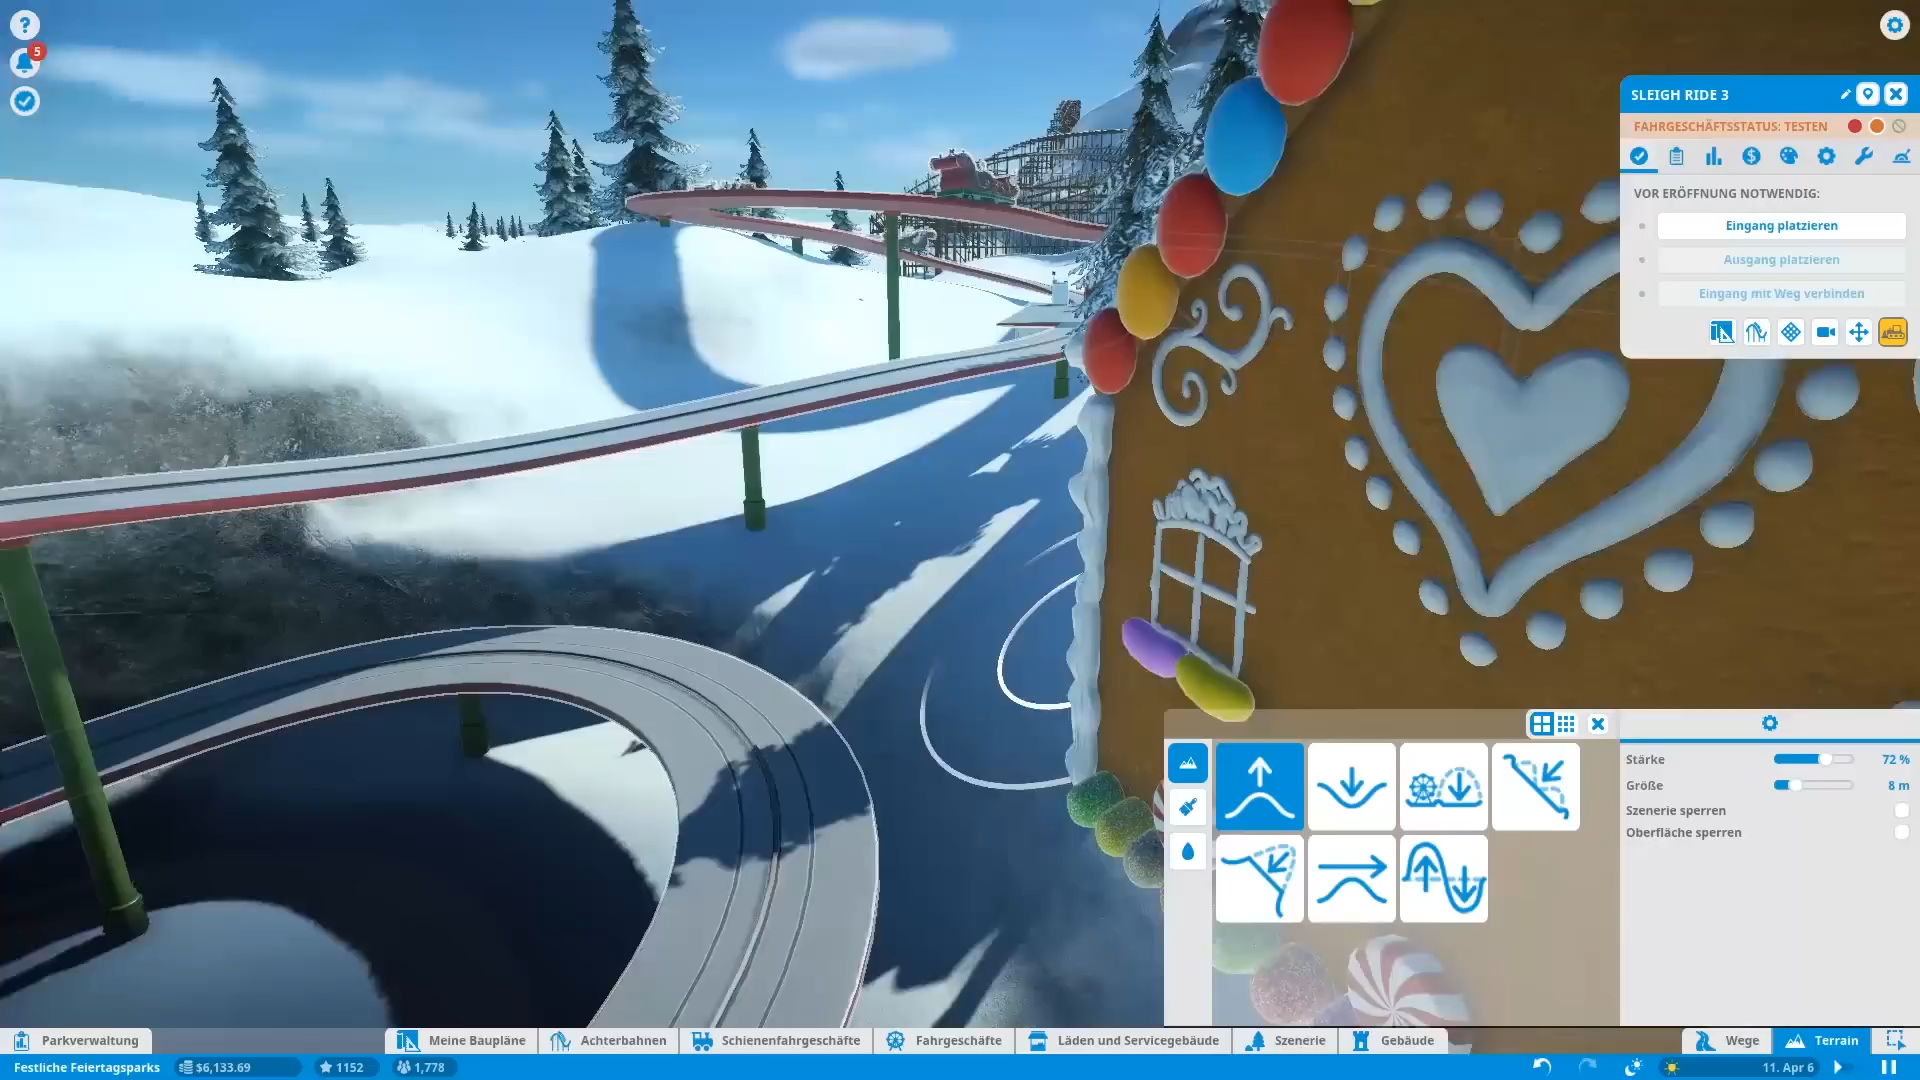 ?
5
SLEIGH RIDE 3
FAHRGESCHÄFTSSTATUS: TESTEN
VOR ERÖFFNUNG NOTWENDIG:
Eingang platzieren
Ausgang platzieren
Eingang mit Weg verbinden
Stärke 72 %
Größe 8 m
Szenerie sperren
Oberfläche sperren
Parkverwaltung Meine Baupläne Achterbahnen Schienenfahrgeschäfte Fahrgeschäfte Läden und Servicegebäude Szenerie Gebäude Wege Terrain
Festliche Feiertagsparks $6,133.69 1152 1,778 11. Apr 6